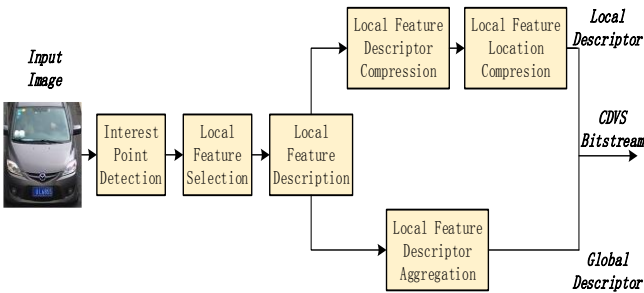 Input
Image
Interest
Point
Detection
Local
Feature
Selection
Local
Feature
Description
Local Feature
Descriptor
Compression
Local Feature
Location
Compresion
Local
Descriptor
CDVS
Bitstream
Local Feature
Descriptor
Aggregation
Global
Descriptor